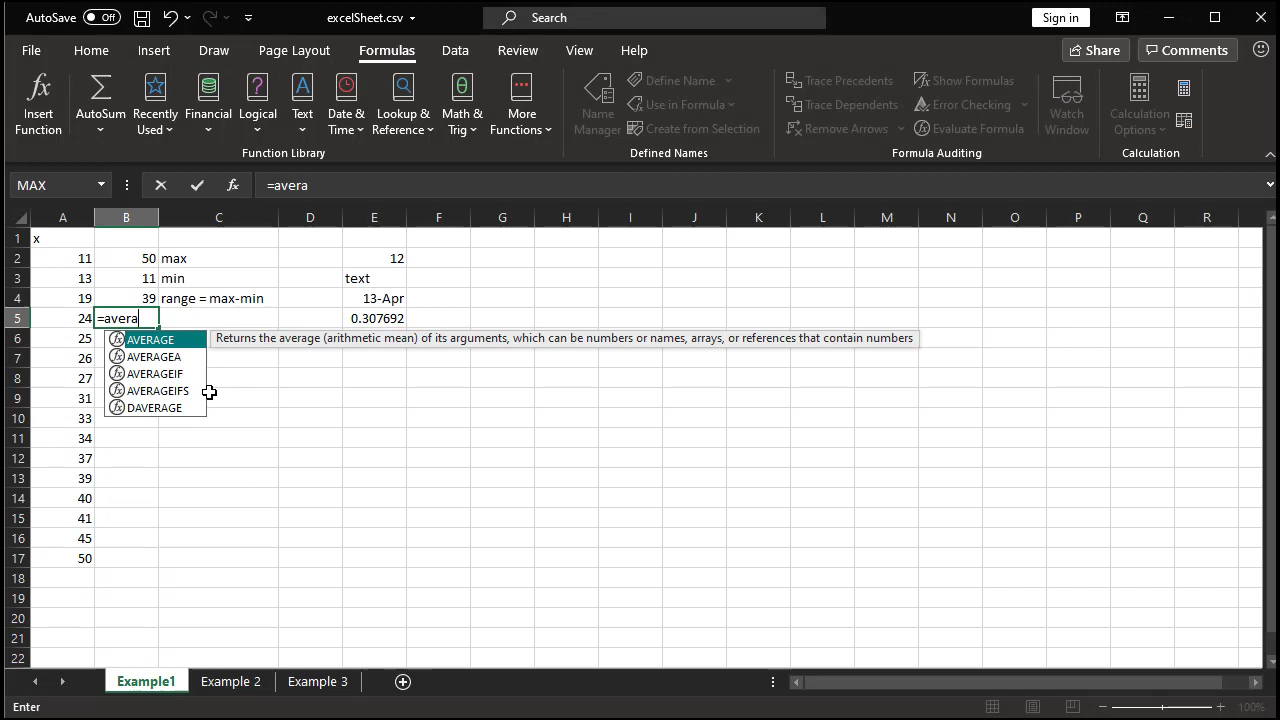 AutoSave Off excelSheet.csv Search Sign in
File Home Insert Draw Page Layout Formulas Data Review View Help Share Comments
Insert Function
AutoSum
Recently Used
Financial
Logical
Text
Date & Time
Lookup & Reference
Math & Trig
More Functions
Function Library
Name Manager
Define Name
Use in Formula
Create from Selection
Defined Names
Trace Precedents
Trace Dependents
Remove Arrows
Show Formulas
Error Checking
Evaluate Formula
Formula Auditing
Watch Window
Calculation Options
Calculation
MAX fx =avera
A B C D E F G H I J K L M N O P Q R
1 x
2 11 50 max 12
3 13 11 min text
4 19 39 range = max-min 13-Apr
5 24 =avera 0.307692
6 25 AVERAGE Returns the average (arithmetic mean) of its arguments, which can be numbers or names, arrays, or references that contain numbers
7 26 AVERAGEA
AVERAGEIF
8 27
9 31 AVERAGEIFS
DAVERAGE
10 33
11 34
12 37
13 39
14 40
15 41
16 45
17 50
18
19
20
21
22
Example1 Example 2 Example 3
Enter 100%